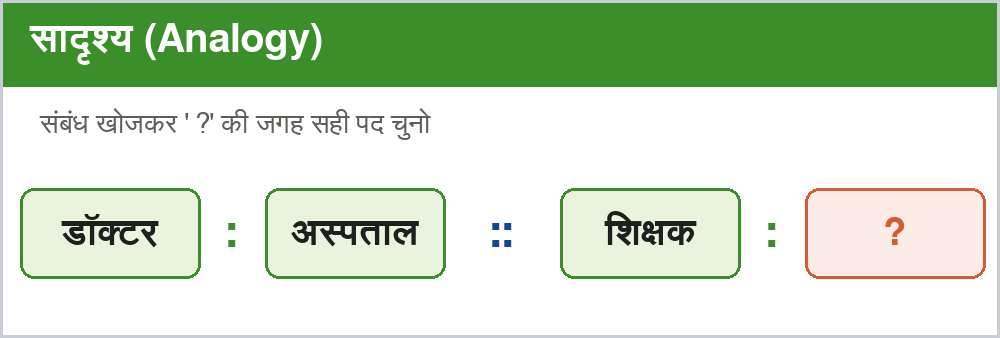 सादृश्य (Analogy)
संबंध खोजकर ' ?' की जगह सही पद चुनो
डॉक्टर : अस्पताल :: शिक्षक : ?